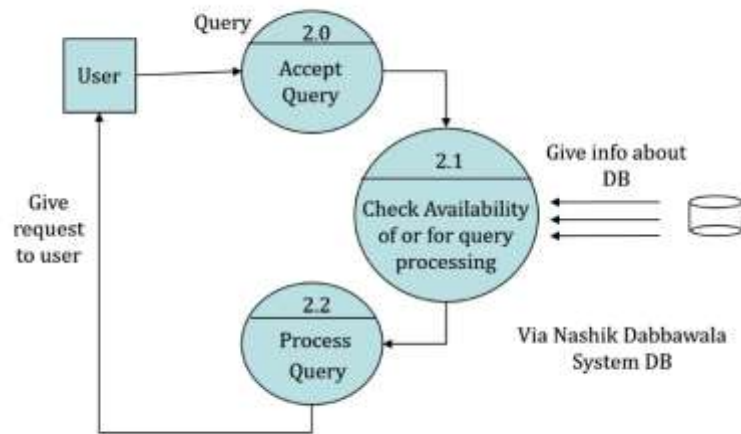 Query
2.0
Accept
Query
User
2.1
Check Availability
of or for query
processing
Give info about
DB
Give
request
to user
2.2
Process
Query
Via Nashik Dabbawala
System DB